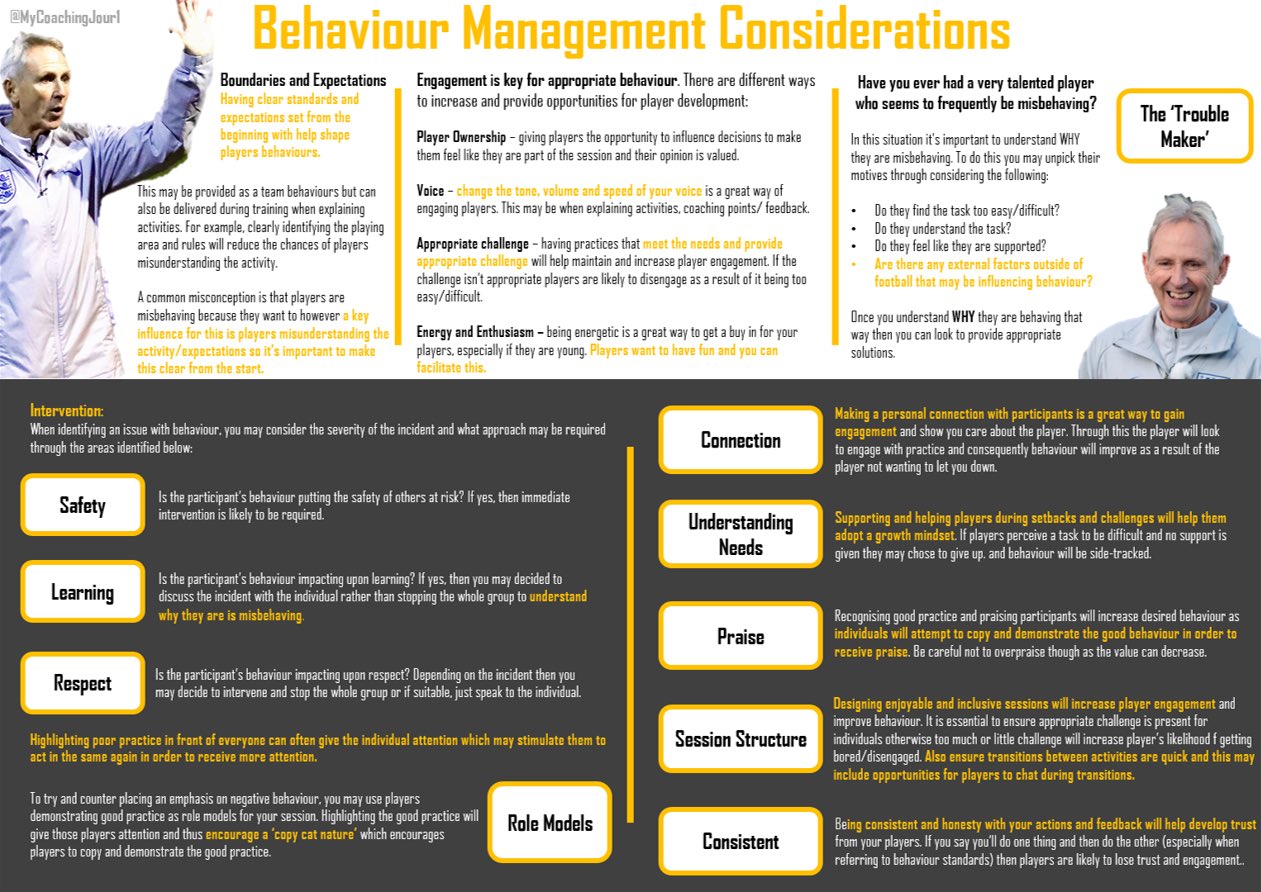 @MyCoachingJour1
Behaviour Management Considerations
Boundaries and Expectations
Having clear standards and
expectations set from the
beginning with help shape
players behaviours.
This may be provided as a team behaviours but can
also be delivered during training when explaining
activities. For example, clearly identifying the playing
area and rules will reduce the chances of players
misunderstanding the activity.
A common misconception is that players are
misbehaving because they want to however a key
influence for this is players misunderstanding the
activity/expectations so it's important to make
this clear from the start.
Engagement is key for appropriate behaviour. There are different ways
to increase and provide opportunities for player development:
Player Ownership – giving players the opportunity to influence decisions to make
them feel like they are part of the session and their opinion is valued.
Voice – change the tone, volume and speed of your voice is a great way of
engaging players. This may be when explaining activities, coaching points/ feedback.
Appropriate challenge – having practices that meet the needs and provide
appropriate challenge will help maintain and increase player engagement. If the
challenge isn't appropriate players are likely to disengage as a result of it being too
easy/difficult.
Energy and Enthusiasm – being energetic is a great way to get a buy in for your
players, especially if they are young. Players want to have fun and you can
facilitate this.
Have you ever had a very talented player
who seems to frequently be misbehaving?
In this situation it's important to understand WHY
they are misbehaving. To do this you may unpick their
motives through considering the following:
• Do they find the task too easy/difficult?
• Do they understand the task?
• Do they feel like they are supported?
• Are there any external factors outside of
football that may be influencing behaviour?
Once you understand WHY they are behaving that
way then you can look to provide appropriate
solutions.
The 'Trouble
Maker'
Intervention:
When identifying an issue with behaviour, you may consider the severity of the incident and what approach may be required
through the areas identified below:
Safety
Is the participant's behaviour putting the safety of others at risk? If yes, then immediate
intervention is likely to be required.
Learning
Is the participant's behaviour impacting upon learning? If yes, then you may decided to
discuss the incident with the individual rather than stopping the whole group to understand
why they are is misbehaving.
Respect
Is the participant's behaviour impacting upon respect? Depending on the incident then you
may decide to intervene and stop the whole group or if suitable, just speak to the individual.
Highlighting poor practice in front of everyone can often give the individual attention which may stimulate them to
act in the same again in order to receive more attention.
To try and counter placing an emphasis on negative behaviour, you may use players
demonstrating good practice as role models for your session. Highlighting the good practice will
give those players attention and thus encourage a 'copy cat nature' which encourages
players to copy and demonstrate the good practice.
Role Models
Connection
Making a personal connection with participants is a great way to gain
engagement and show you care about the player. Through this the player will look
to engage with practice and consequently behaviour will improve as a result of the
player not wanting to let you down.
Understanding
Needs
Supporting and helping players during setbacks and challenges will help them
adopt a growth mindset. If players perceive a task to be difficult and no support is
given they may chose to give up. and behaviour will be side-tracked.
Praise
Recognising good practice and praising participants will increase desired behaviour as
individuals will attempt to copy and demonstrate the good behaviour in order to
receive praise. Be careful not to overpraise though as the value can decrease.
Session Structure
Designing enjoyable and inclusive sessions will increase player engagement and
improve behaviour. It is essential to ensure appropriate challenge is present for
individuals otherwise too much or little challenge will increase player's likelihood f getting
bored/disengaged. Also ensure transitions between activities are quick and this may
include opportunities for players to chat during transitions.
Consistent
Being consistent and honesty with your actions and feedback will help develop trust
from your players. If you say you'll do one thing and then do the other (especially when
referring to behaviour standards) then players are likely to lose trust and engagement..